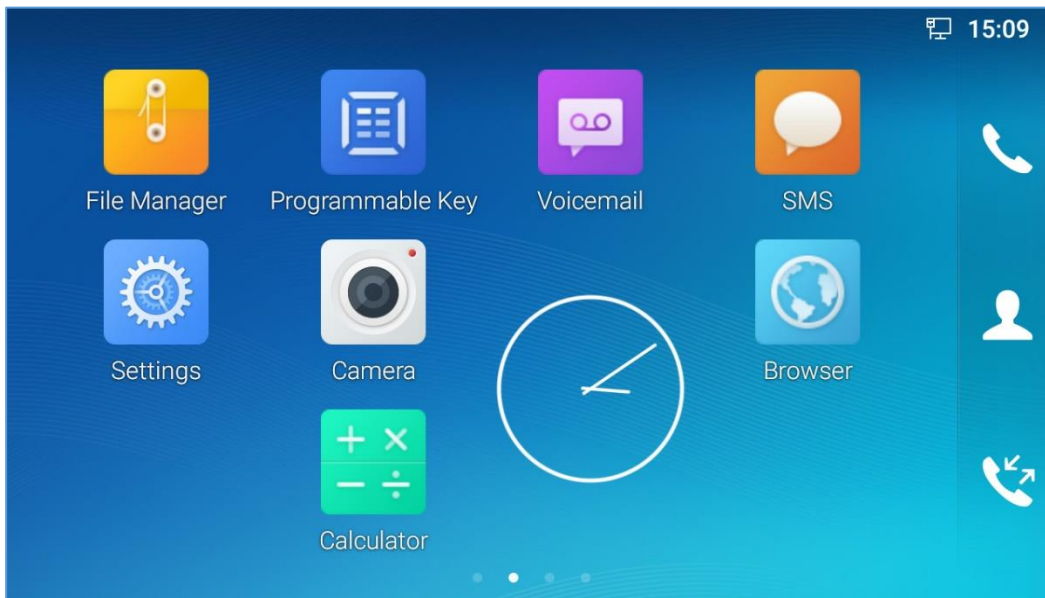 15:09
File Manager
Programmable Key
Voicemail
SMS
Settings
Camera
Browser
Calculator